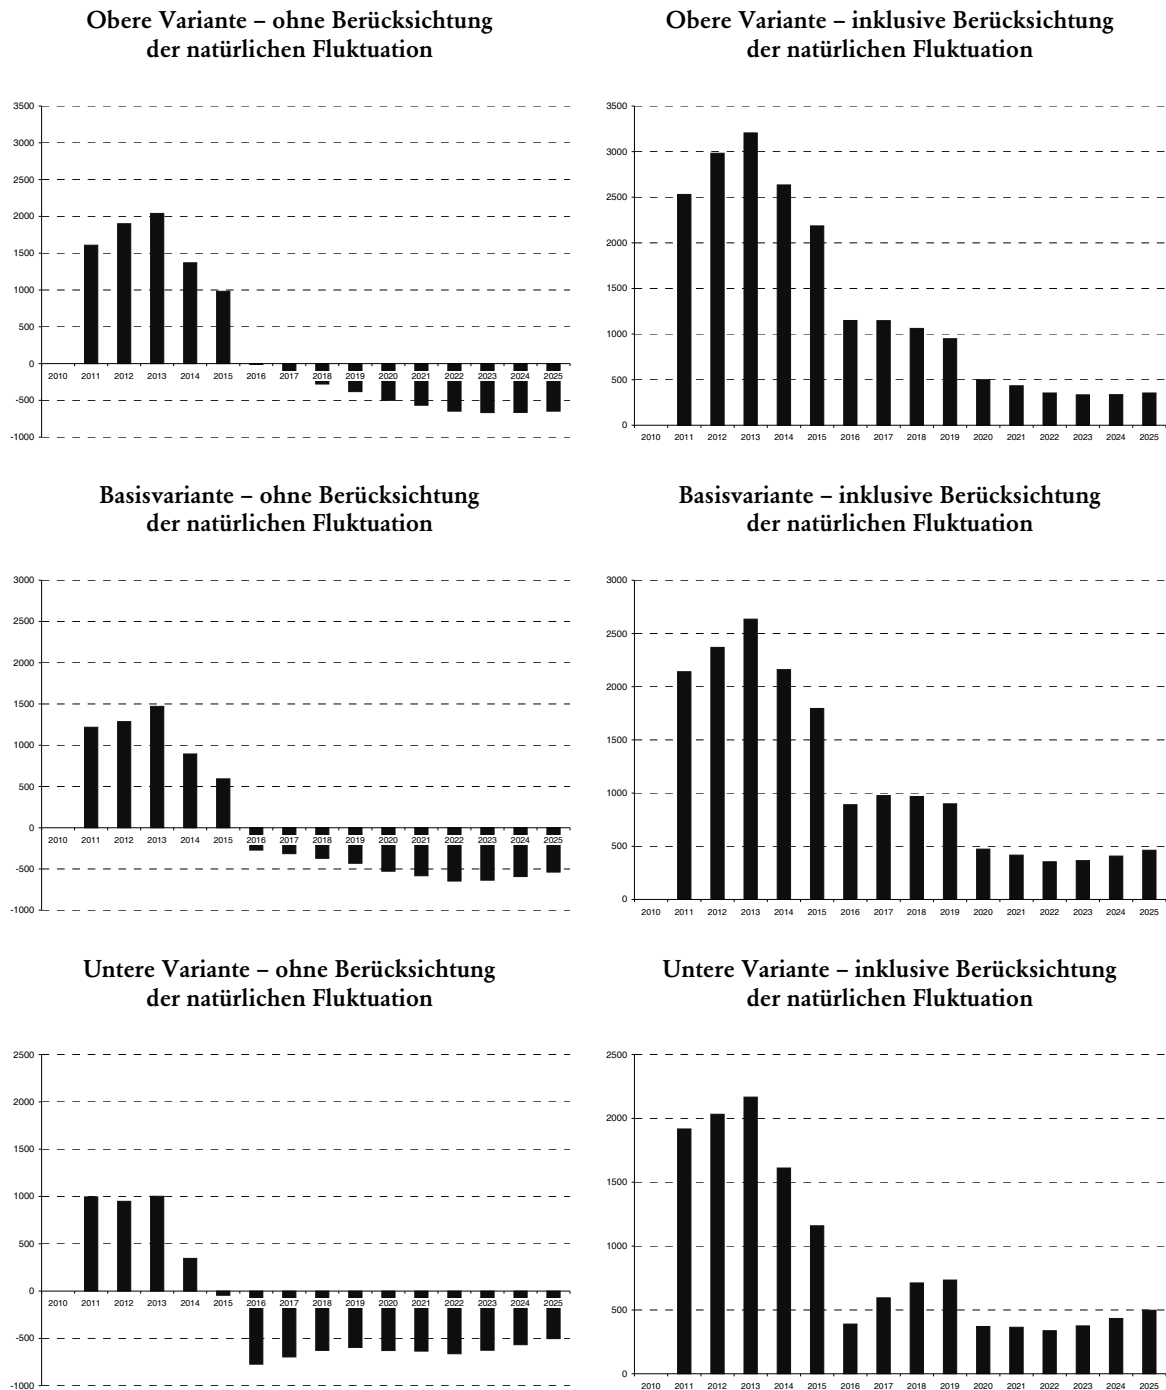 Obere Variante – ohne Berücksichtung
der natürlichen Fluktuation
3500
3000
2500
2000
1500
1000
500
0
-500
-1000
2010 2011 2012 2013 2014 2015 2016 2017 2018 2019 2020 2021 2022 2023 2024 2025
Obere Variante – inklusive Berücksichtung
der natürlichen Fluktuation
3500
3000
2500
2000
1500
1000
500
0
2010 2011 2012 2013 2014 2015 2016 2017 2018 2019 2020 2021 2022 2023 2024 2025
Basisvariante – ohne Berücksichtung
der natürlichen Fluktuation
3000
2500
2000
1500
1000
500
0
-500
-1000
2010 2011 2012 2013 2014 2015 2016 2017 2018 2019 2020 2021 2022 2023 2024 2025
Basisvariante – inklusive Berücksichtung
der natürlichen Fluktuation
3000
2500
2000
1500
1000
500
0
2010 2011 2012 2013 2014 2015 2016 2017 2018 2019 2020 2021 2022 2023 2024 2025
Untere Variante – ohne Berücksichtung
der natürlichen Fluktuation
2500
2000
1500
1000
500
0
-500
-1000
2010 2011 2012 2013 2014 2015 2016 2017 2018 2019 2020 2021 2022 2023 2024 2025
Untere Variante – inklusive Berücksichtung
der natürlichen Fluktuation
2500
2000
1500
1000
500
0
2010 2011 2012 2013 2014 2015 2016 2017 2018 2019 2020 2021 2022 2023 2024 2025